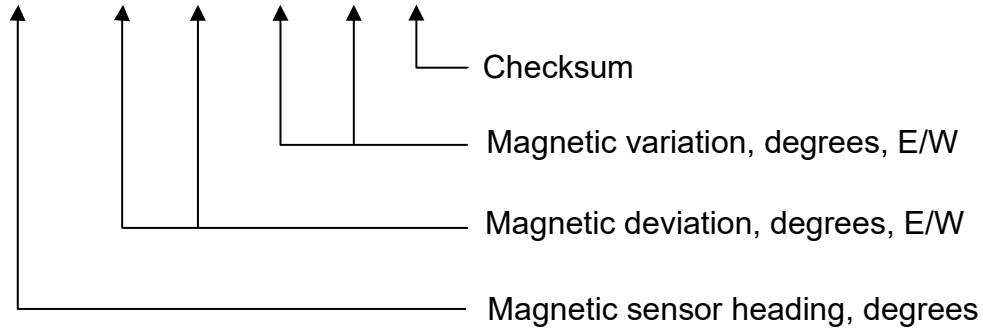 Checksum
Magnetic variation, degrees, E/W
Magnetic deviation, degrees, E/W
Magnetic sensor heading, degrees